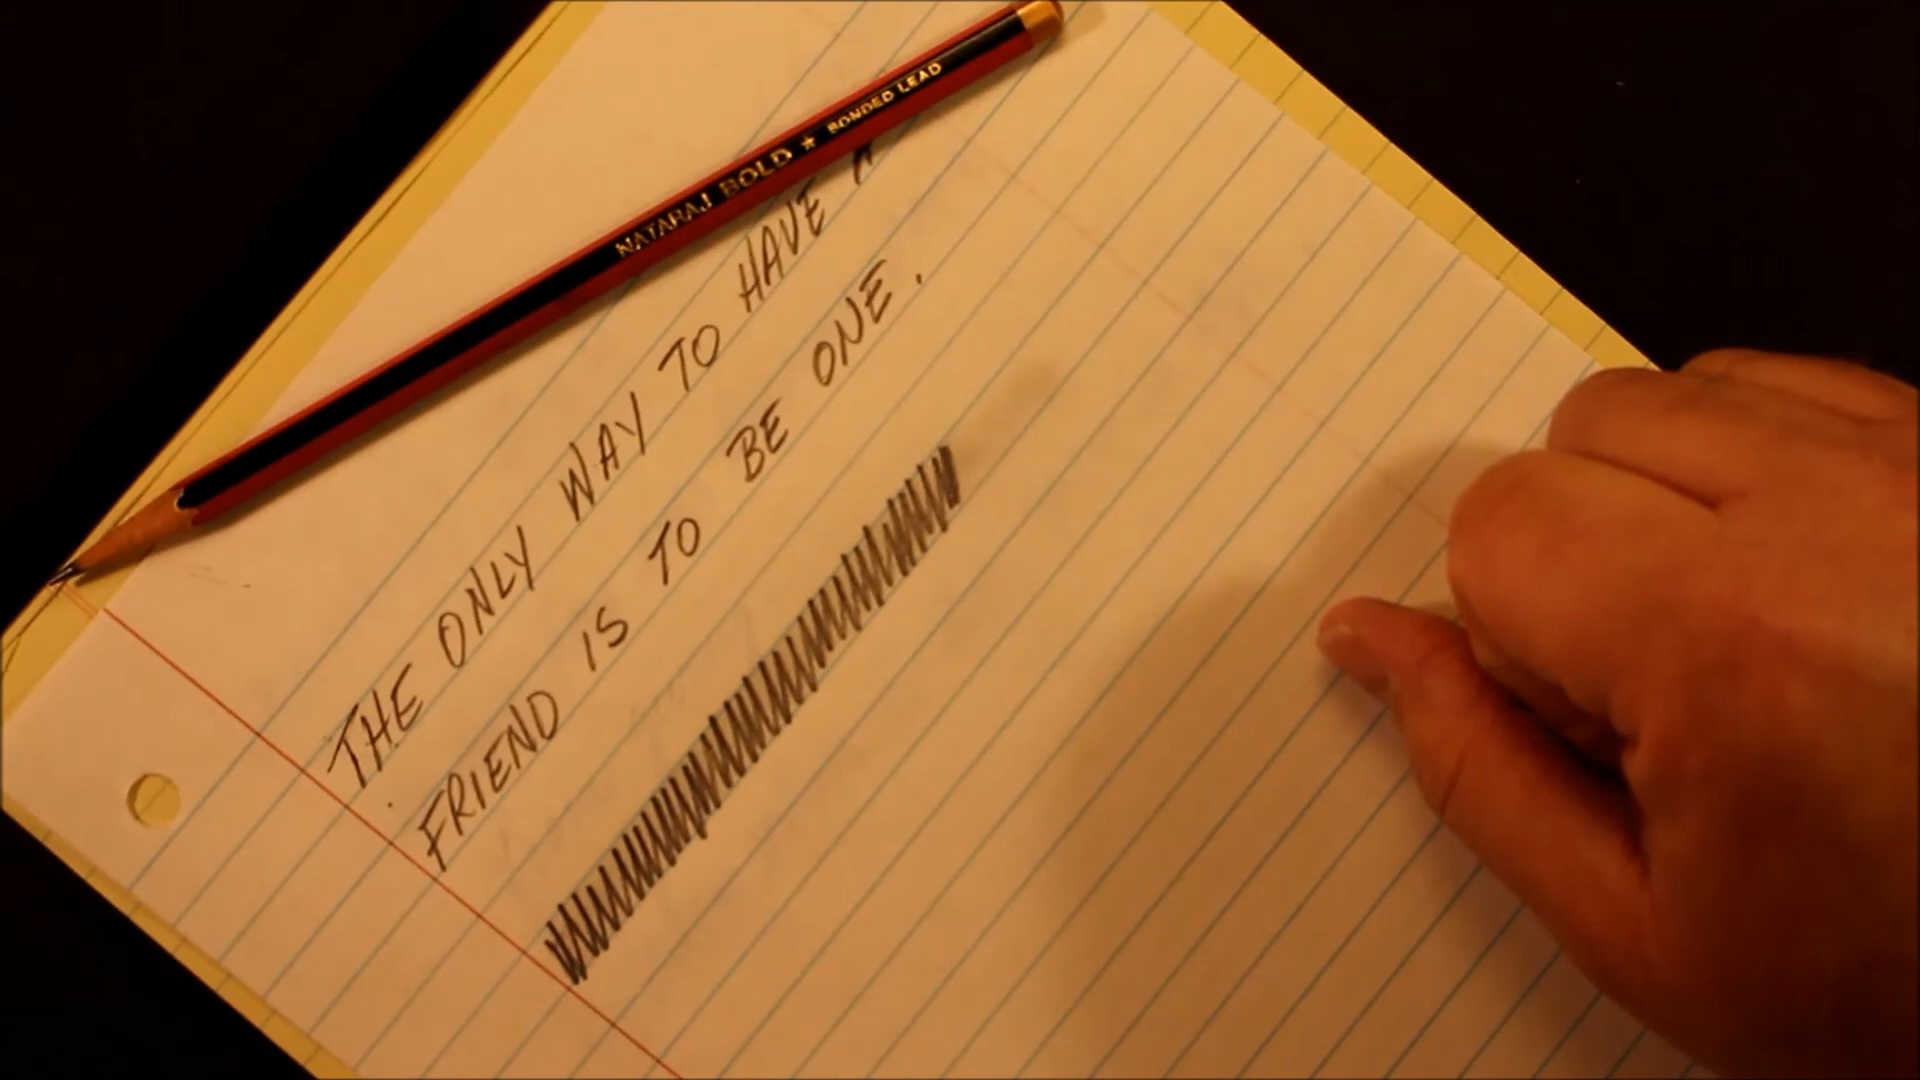 NATARAJ BOLD ★ BONDED LEAD
THE ONLY WAY TO HAVE A
FRIEND IS TO BE ONE.